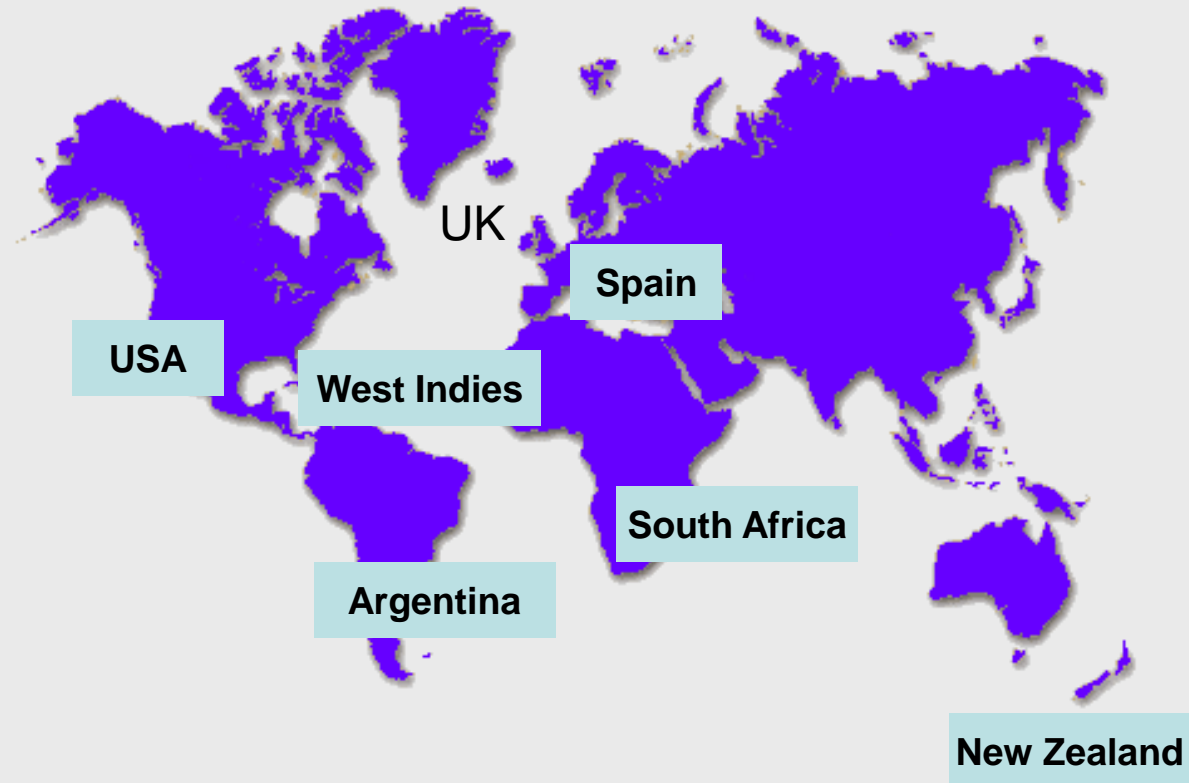 UK
Spain
USA
West Indies
South Africa
Argentina
New Zealand